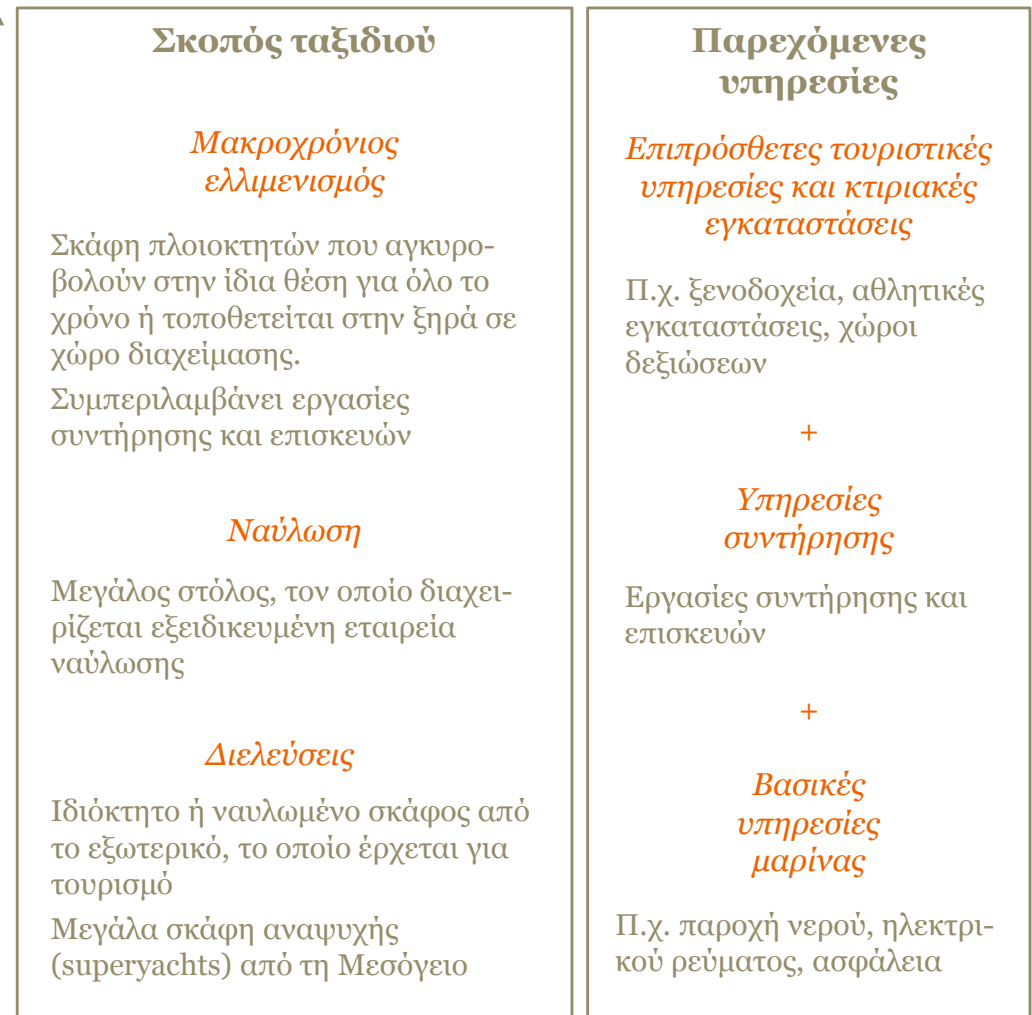 Σκοπός ταξιδιού
Μακροχρόνιος
ελλιμενισμός
Σκάφη πλοιοκτητών που αγκυρο-
βολούν στην ίδια θέση για όλο το
χρόνο ή τοποθετείται στην ξηρά σε
χώρο διαχείμασης.
Συμπεριλαμβάνει εργασίες
συντήρησης και επισκευών
Ναύλωση
Μεγάλος στόλος, τον οποίο διαχει-
ρίζεται εξειδικευμένη εταιρεία
ναύλωσης
Διελεύσεις
Ιδιόκτητο ή ναυλωμένο σκάφος από
το εξωτερικό, το οποίο έρχεται για
τουρισμό
Μεγάλα σκάφη αναψυχής
(superyachts) από τη Μεσόγειο
Παρεχόμενες
υπηρεσίες
Επιπρόσθετες τουριστικές
υπηρεσίες και κτιριακές
εγκαταστάσεις
Π.χ. ξενοδοχεία, αθλητικές
εγκαταστάσεις, χώροι
δεξιώσεων
+
Υπηρεσίες
συντήρησης
Εργασίες συντήρησης και
επισκευών
+
Βασικές
υπηρεσίες
μαρίνας
Π.χ. παροχή νερού, ηλεκτρι-
κού ρεύματος, ασφάλεια